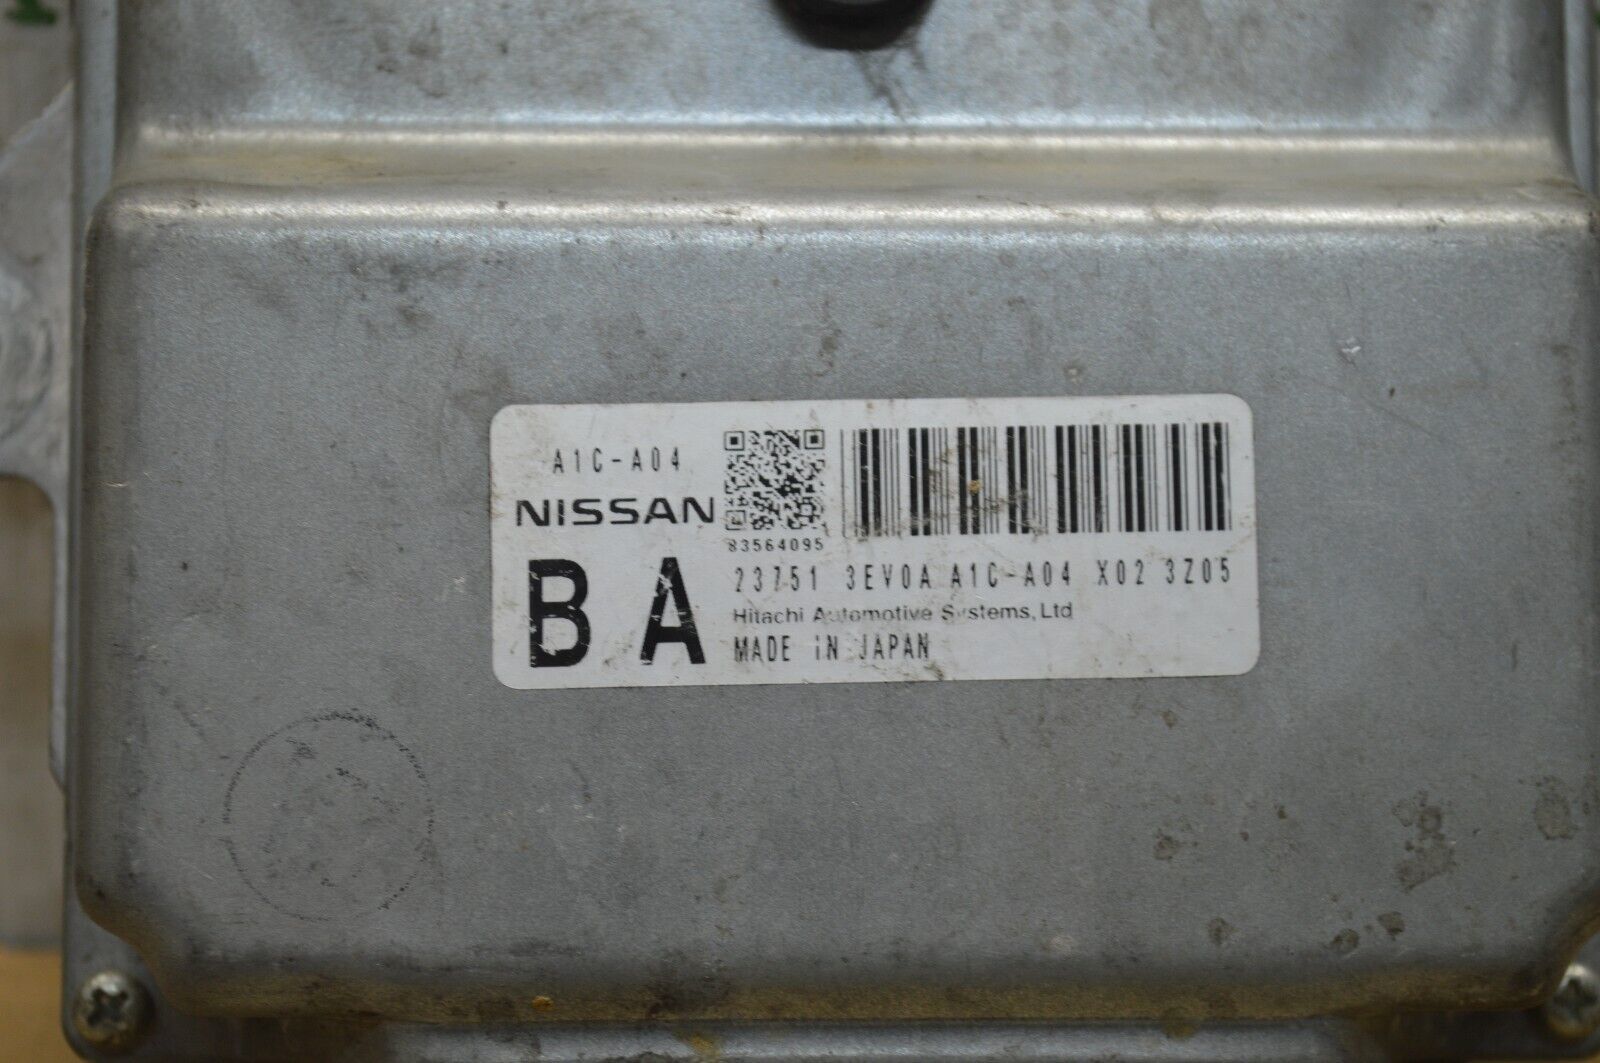 A1C-A04
NISSAN
83564095
BA
23751 3EV0A A1C-A04 X02 3Z05
Hitachi Automotive Systems,Ltd
MADE IN JAPAN